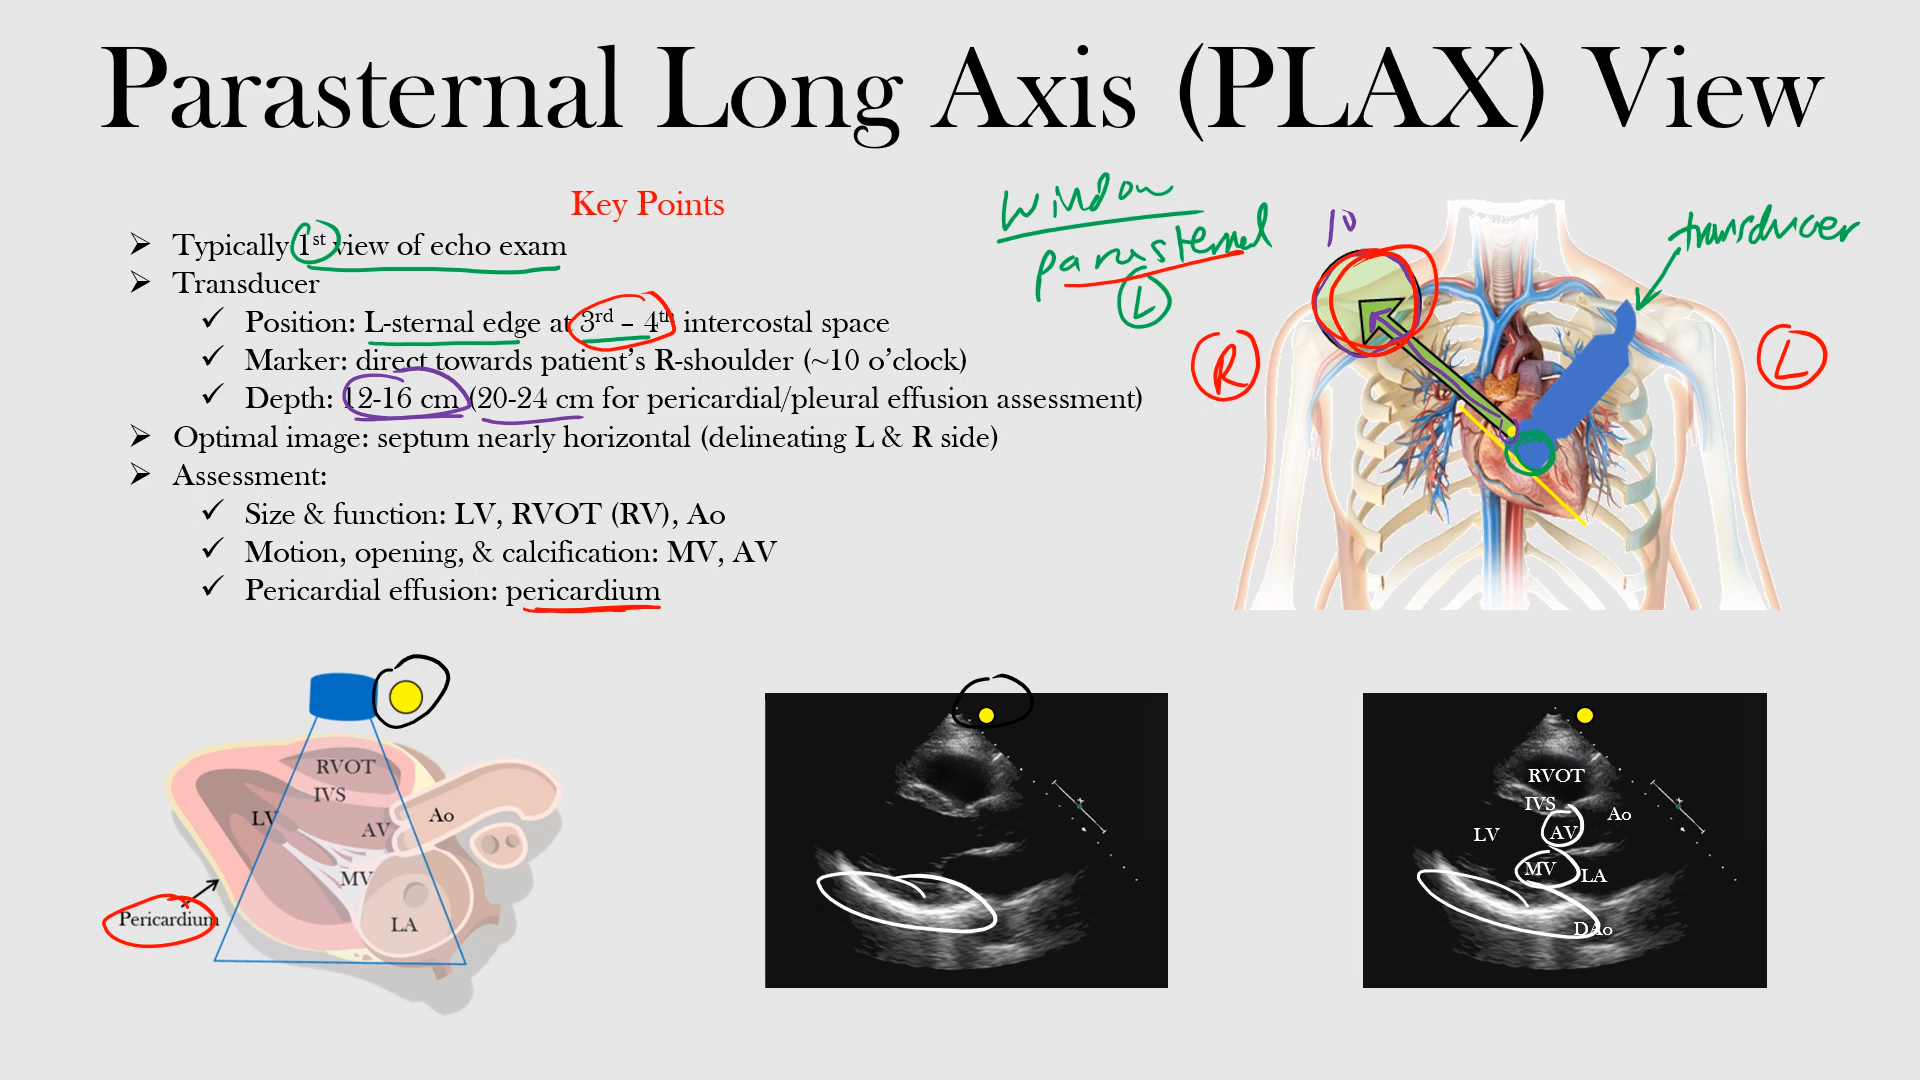 Parasternal Long Axis (PLAX) View
Key Points
Typically 1st view of echo exam
Transducer
Position: L-sternal edge at 3rd – 4th intercostal space
Marker: direct towards patient's R-shoulder (~10 o'clock)
Depth: 12-16 cm (20-24 cm for pericardial/pleural effusion assessment)
Optimal image: septum nearly horizontal (delineating L & R side)
Assessment:
Size & function: LV, RVOT (RV), Ao
Motion, opening, & calcification: MV, AV
Pericardial effusion: pericardium
Window
parasternal
L
10
transducer
R
L
RVOT
IVS
LV
AV
Ao
MV
LA
Pericardium
RVOT
IVS
Ao
LV
AV
MV
LA
DAo